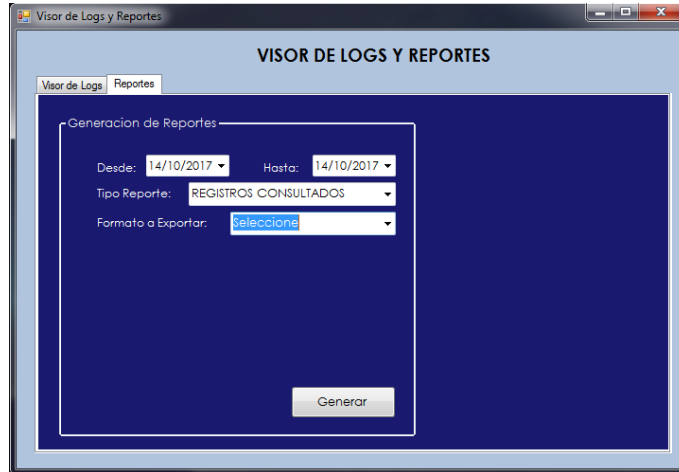 Visor de Logs y Reportes
VISOR DE LOGS Y REPORTES
Visor de Logs Reportes
Generacion de Reportes
Desde: 14/10/2017 Hasta: 14/10/2017
Tipo Reporte: REGISTROS CONSULTADOS
Formato a Exportar: Seleccione
Generar